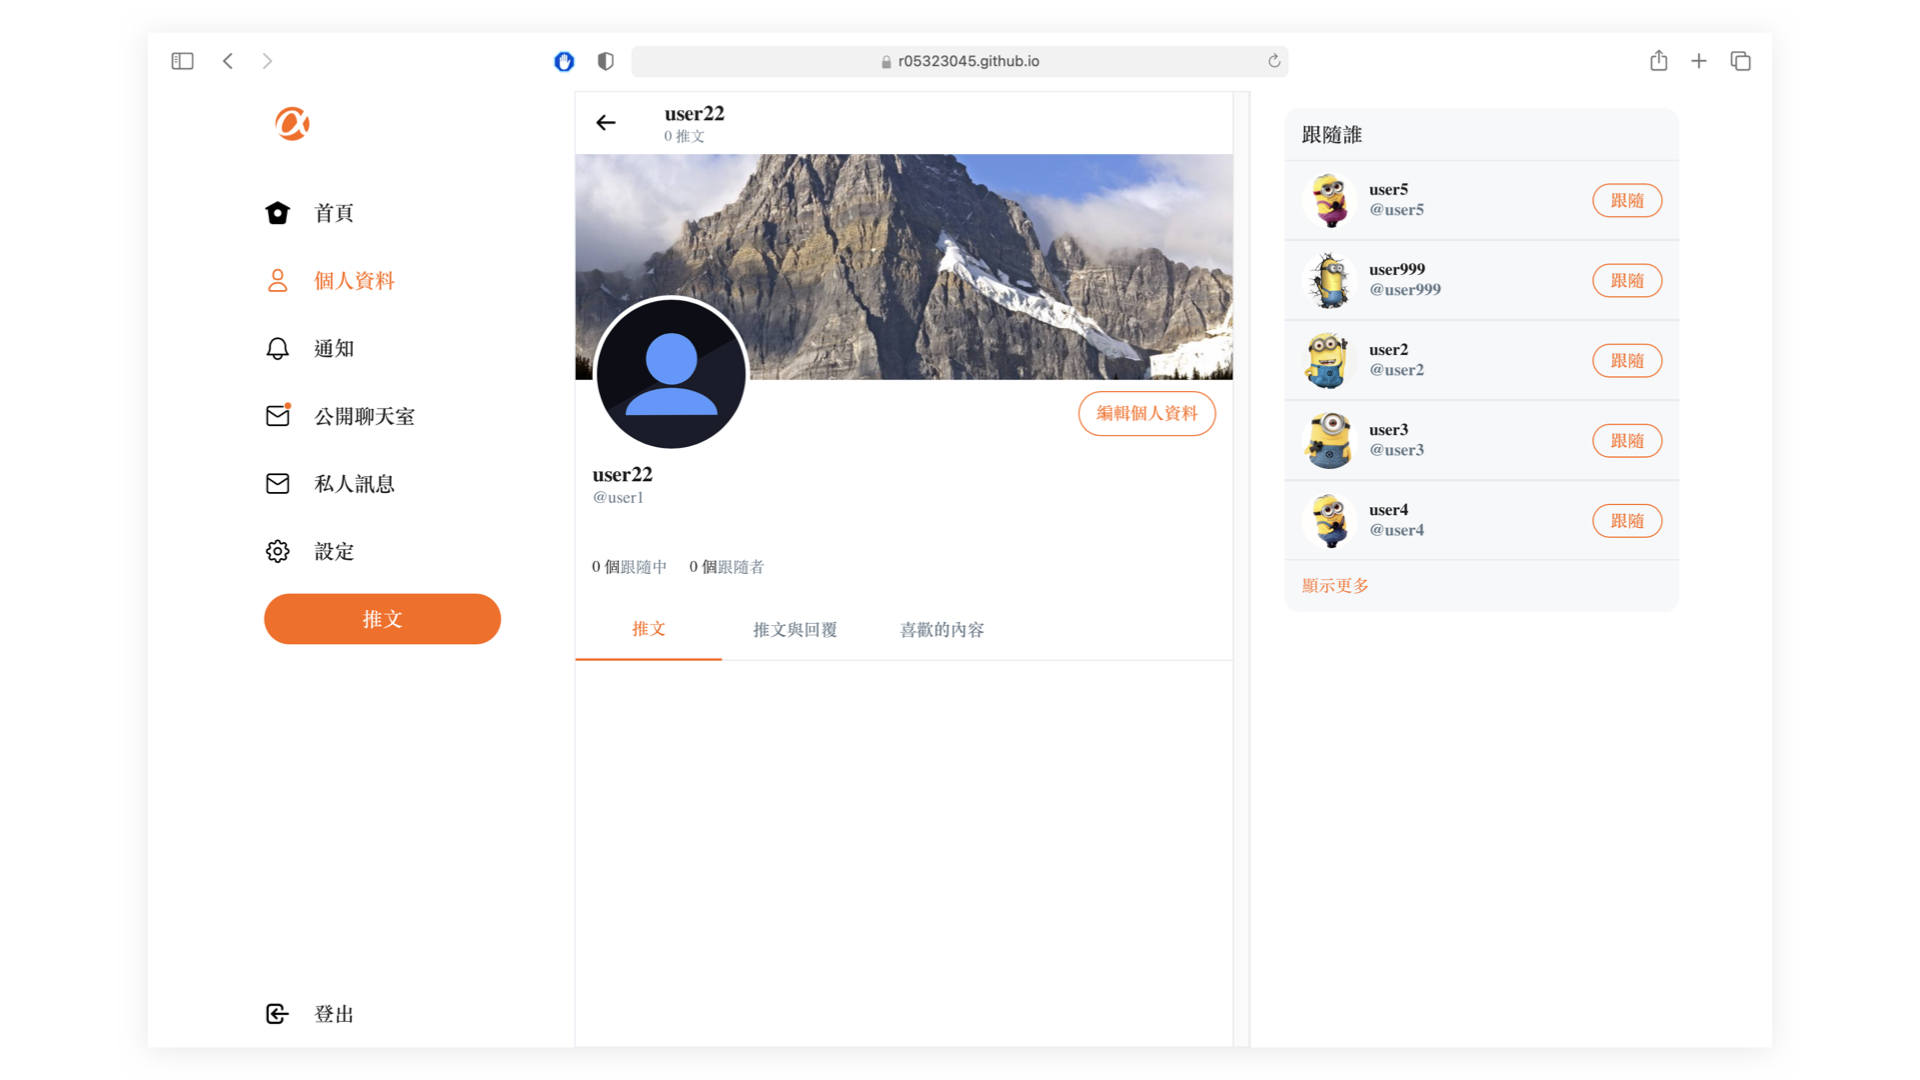 r05323045.github.io
首頁
個人資料
通知
公開聊天室
私人訊息
設定
推文
登出
user22
0 推文
編輯個人資料
user22
@user1
0 個跟隨中 0 個跟隨者
推文 推文與回覆 喜歡的內容
跟隨誰
user5
@user5
跟隨
user999
@user999
跟隨
user2
@user2
跟隨
user3
@user3
跟隨
user4
@user4
跟隨
顯示更多